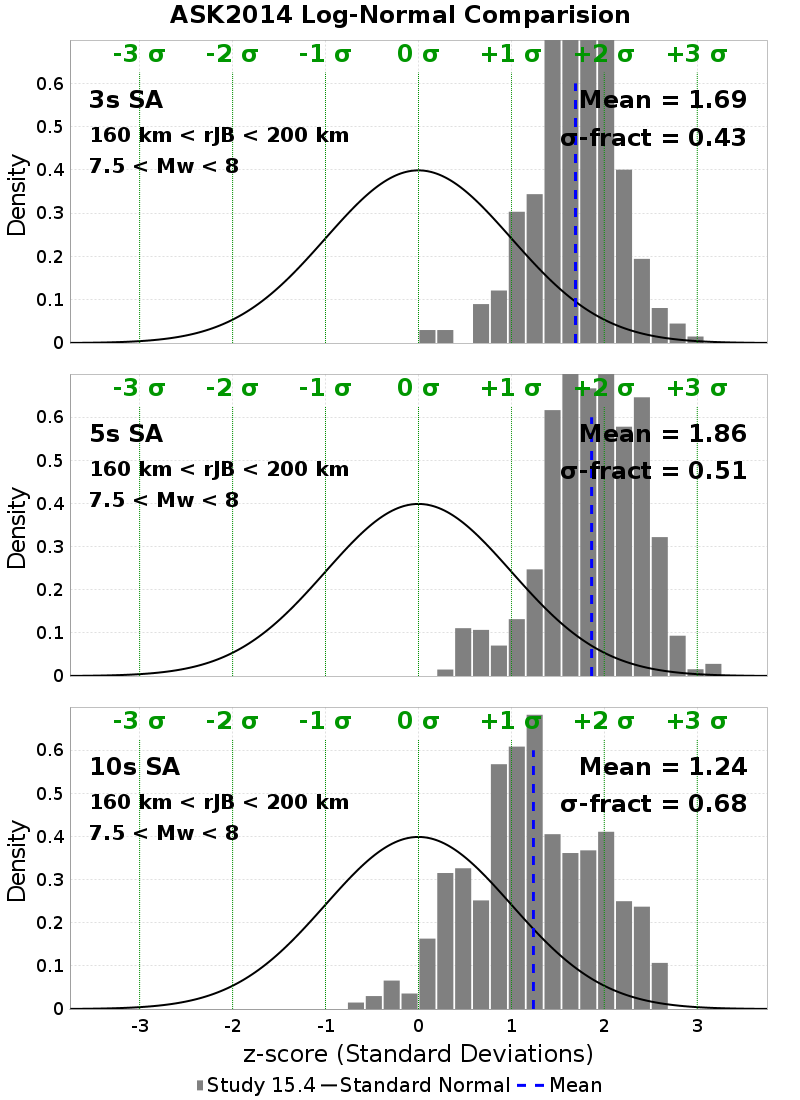 ASK2014 Log-Normal Comparision
-3 σ -2 σ -1 σ 0 σ +1 σ +2 σ +3 σ
3s SA
160 km < rJB < 200 km
7.5 < Mw < 8
Mean = 1.69
σ-fract = 0.43
Density
0.6
0.5
0.4
0.3
0.2
0.1
0
-3 σ -2 σ -1 σ 0 σ +1 σ +2 σ +3 σ
5s SA
160 km < rJB < 200 km
7.5 < Mw < 8
Mean = 1.86
σ-fract = 0.51
Density
0.6
0.5
0.4
0.3
0.2
0.1
0
-3 σ -2 σ -1 σ 0 σ +1 σ +2 σ +3 σ
10s SA
160 km < rJB < 200 km
7.5 < Mw < 8
Mean = 1.24
σ-fract = 0.68
Density
0.6
0.5
0.4
0.3
0.2
0.1
0
-3 -2 -1 0 1 2 3
z-score (Standard Deviations)
Study 15.4 Standard Normal Mean